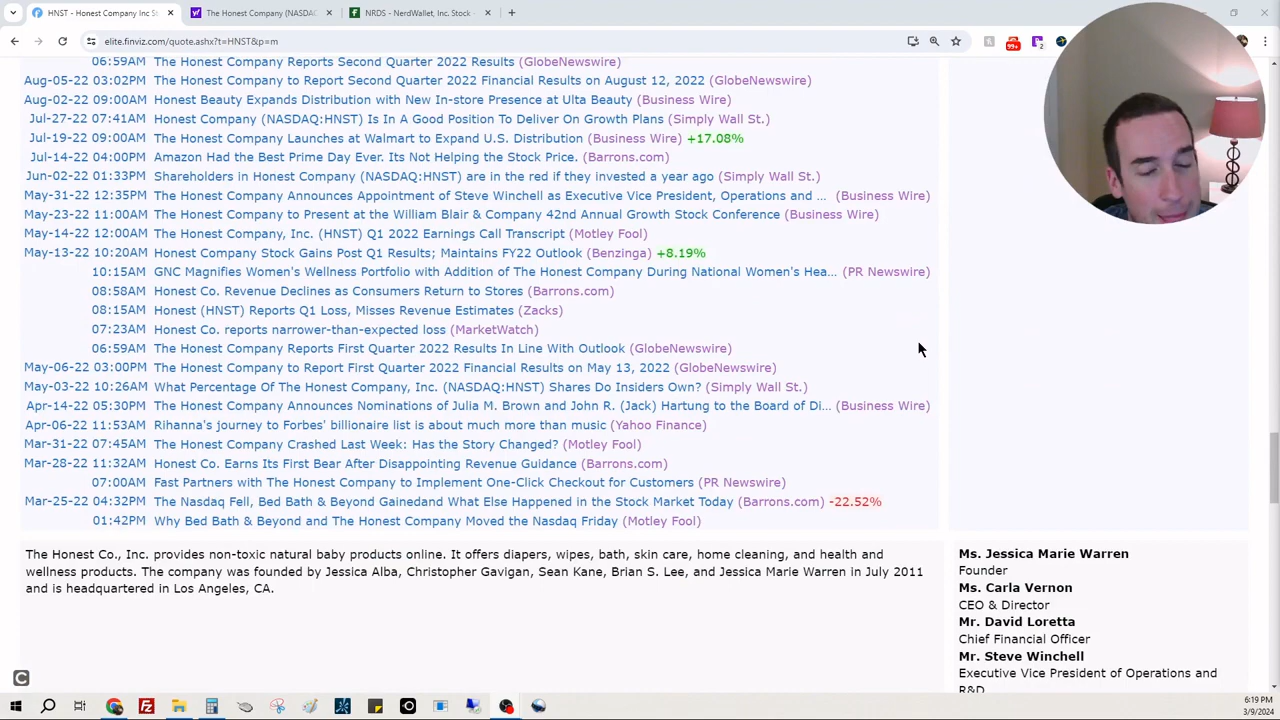 HNST - Honest Company Inc S
The Honest Company (NASDA
NRDS - NerdWallet, Inc. Stock
elite.finviz.com/quote.ashx?t=HNST&p=m
99+
2
06:59AM The Honest Company Reports Second Quarter 2022 Results (GlobeNewswire)
Aug-05-22 03:02PM The Honest Company to Report Second Quarter 2022 Financial Results on August 12, 2022 (GlobeNewswire)
Aug-02-22 09:00AM Honest Beauty Expands Distribution with New In-store Presence at Ulta Beauty (Business Wire)
Jul-27-22 07:41AM Honest Company (NASDAQ:HNST) Is In A Good Position To Deliver On Growth Plans (Simply Wall St.)
Jul-19-22 09:00AM The Honest Company Launches at Walmart to Expand U.S. Distribution (Business Wire) +17.08%
Jul-14-22 04:00PM Amazon Had the Best Prime Day Ever. Its Not Helping the Stock Price. (Barrons.com)
Jun-02-22 01:33PM Shareholders in Honest Company (NASDAQ:HNST) are in the red if they invested a year ago (Simply Wall St.)
May-31-22 12:35PM The Honest Company Announces Appointment of Steve Winchell as Executive Vice President, Operations and ... (Business Wire)
May-23-22 11:00AM The Honest Company to Present at the William Blair & Company 42nd Annual Growth Stock Conference (Business Wire)
May-14-22 12:00AM The Honest Company, Inc. (HNST) Q1 2022 Earnings Call Transcript (Motley Fool)
May-13-22 10:20AM Honest Company Stock Gains Post Q1 Results; Maintains FY22 Outlook (Benzinga) +8.19%
10:15AM GNC Magnifies Women's Wellness Portfolio with Addition of The Honest Company During National Women's Hea... (PR Newswire)
08:58AM Honest Co. Revenue Declines as Consumers Return to Stores (Barrons.com)
08:15AM Honest (HNST) Reports Q1 Loss, Misses Revenue Estimates (Zacks)
07:23AM Honest Co. reports narrower-than-expected loss (MarketWatch)
06:59AM The Honest Company Reports First Quarter 2022 Results In Line With Outlook (GlobeNewswire)
May-06-22 03:00PM The Honest Company to Report First Quarter 2022 Financial Results on May 13, 2022 (GlobeNewswire)
May-03-22 10:26AM What Percentage Of The Honest Company, Inc. (NASDAQ:HNST) Shares Do Insiders Own? (Simply Wall St.)
Apr-14-22 05:30PM The Honest Company Announces Nominations of Julia M. Brown and John R. (Jack) Hartung to the Board of Di... (Business Wire)
Apr-06-22 11:53AM Rihanna's journey to Forbes' billionaire list is about much more than music (Yahoo Finance)
Mar-31-22 07:45AM The Honest Company Crashed Last Week: Has the Story Changed? (Motley Fool)
Mar-28-22 11:32AM Honest Co. Earns Its First Bear After Disappointing Revenue Guidance (Barrons.com)
07:00AM Fast Partners with The Honest Company to Implement One-Click Checkout for Customers (PR Newswire)
Mar-25-22 04:32PM The Nasdaq Fell, Bed Bath & Beyond Gainedand What Else Happened in the Stock Market Today (Barrons.com) -22.52%
01:42PM Why Bed Bath & Beyond and The Honest Company Moved the Nasdaq Friday (Motley Fool)
The Honest Co., Inc. provides non-toxic natural baby products online. It offers diapers, wipes, bath, skin care, home cleaning, and health and
wellness products. The company was founded by Jessica Alba, Christopher Gavigan, Sean Kane, Brian S. Lee, and Jessica Marie Warren in July 2011
and is headquartered in Los Angeles, CA.
Ms. Jessica Marie Warren
Founder
Ms. Carla Vernon
CEO & Director
Mr. David Loretta
Chief Financial Officer
Mr. Steve Winchell
Executive Vice President of Operations and
R&D
6:19 PM
3/9/2024